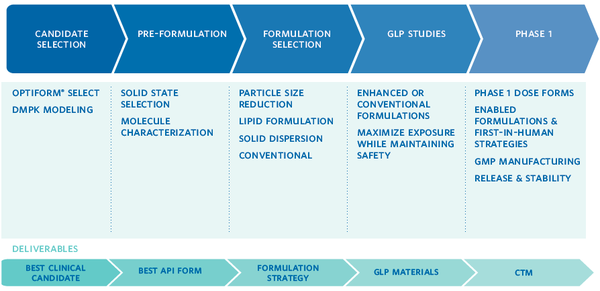 CANDIDATE
SELECTION
PRE-FORMULATION
FORMULATION
SELECTION
GLP STUDIES
PHASE 1
OPTIFORM® SELECT
DMPK MODELING
SOLID STATE
SELECTION
MOLECULE
CHARACTERIZATION
PARTICLE SIZE
REDUCTION
LIPID FORMULATION
SOLID DISPERSION
CONVENTIONAL
ENHANCED OR
CONVENTIONAL
FORMULATIONS
MAXIMIZE EXPOSURE
WHILE MAINTAINING
SAFETY
PHASE 1 DOSE FORMS
ENABLED
FORMULATIONS &
FIRST-IN-HUMAN
STRATEGIES
GMP MANUFACTURING
RELEASE & STABILITY
DELIVERABLES
BEST CLINICAL
CANDIDATE
BEST API FORM
FORMULATION
STRATEGY
GLP MATERIALS
CTM